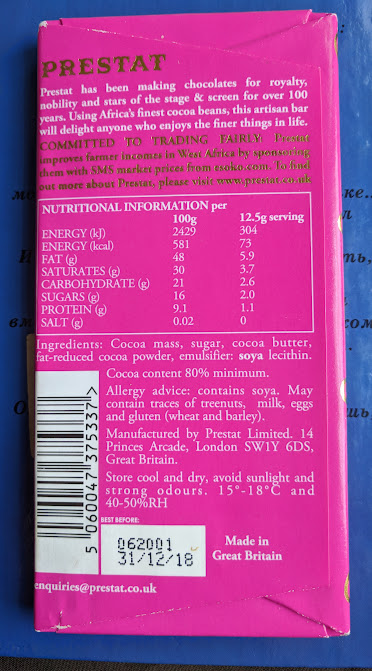 PRESTAT
Prestat has been making chocolates for royalty,
nobility and stars of the stage & screen for over 100
years. Using Africa's finest cocoa beans, this artisan bar
will delight anyone who enjoys the finer things in life.
COMMITTED TO TRADING FAIRLY: Prestat
improves farmer incomes in West Africa by sponsoring
them with SMS market prices from esoko.com. To find
out more about Prestat, please visit www.prestat.co.uk
NUTRITIONAL INFORMATION per
100g 12.5g serving
ENERGY (kJ) 2429 304
ENERGY (kcal) 581 73
FAT (g) 48 5.9
SATURATES (g) 30 3.7
CARBOHYDRATE (g) 21 2.6
SUGARS (g) 16 2.0
PROTEIN (g) 9.1 1.1
SALT (g) 0.02 0
Ingredients: Cocoa mass, sugar, cocoa butter,
fat-reduced cocoa powder, emulsifier: soya lecithin.
Cocoa content 80% minimum.
Allergy advice: contains soya. May
contain traces of treenuts, milk, eggs
and gluten (wheat and barley).
Manufactured by Prestat Limited. 14
Princes Arcade, London SW1Y 6DS,
Great Britain.
Store cool and dry, avoid sunlight and
strong odours. 15°-18°C and
40-50%RH
5 060047 375337 >
BEST BEFORE:
062001
31/12/18
Made in
Great Britain
enquiries@prestat.co.uk